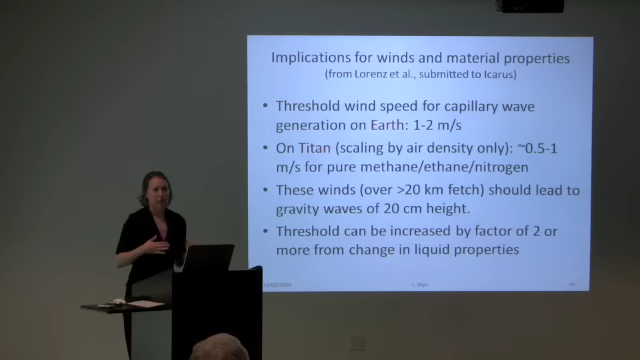 Implications for winds and material properties
(from Lorenz et al., submitted to Icarus)
• Threshold wind speed for capillary wave
generation on Earth: 1-2 m/s
• On Titan (scaling by air density only): ~0.5-1
m/s for pure methane/ethane/nitrogen
• These winds (over >20 km fetch) should lead to
gravity waves of 20 cm height.
• Threshold can be increased by factor of 2 or
more from change in liquid properties